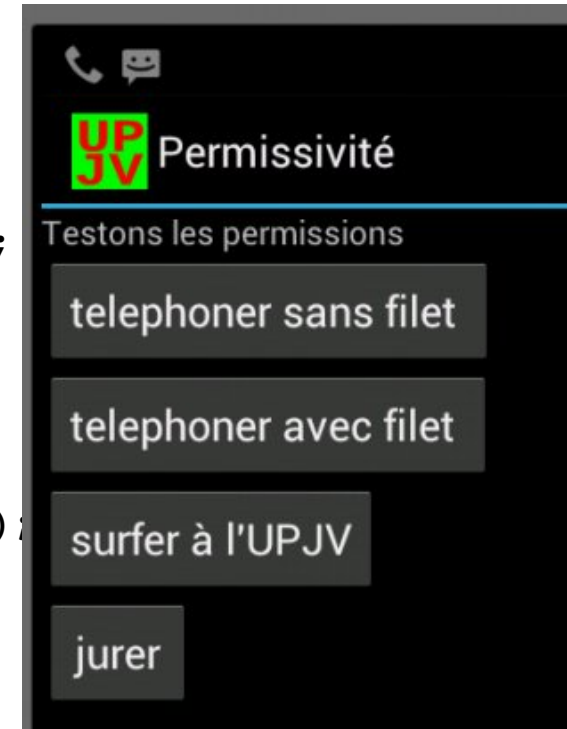 UP
JV
Permissivité
Testons les permissions
;
telephoner sans filet
telephoner avec filet
) ;
surfer à l'UPJV
jurer